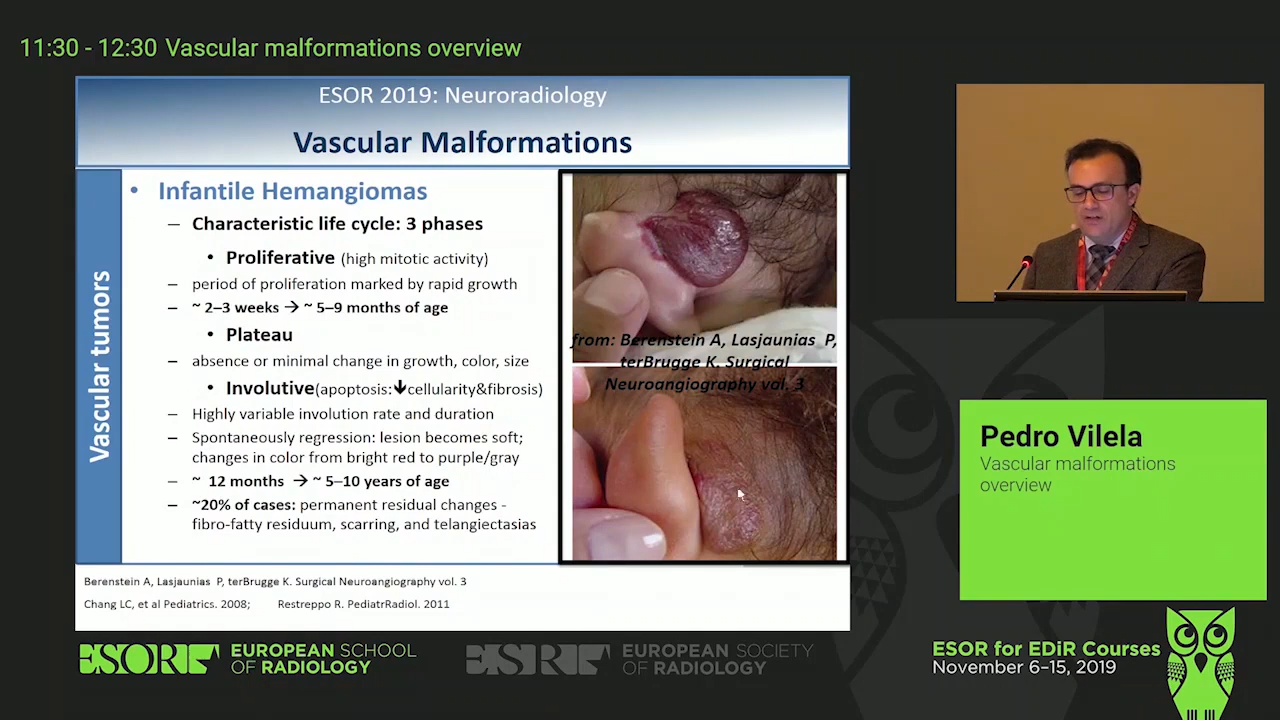 11:30 - 12:30 Vascular malformations overview
ESOR 2019: Neuroradiology
Vascular Malformations
Vascular tumors
• Infantile Hemangiomas
– Characteristic life cycle: 3 phases
• Proliferative (high mitotic activity)
– period of proliferation marked by rapid growth
– ~ 2–3 weeks → ~ 5–9 months of age
• Plateau
– absence or minimal change in growth, color, size
• Involutive(apoptosis:🡫cellularity&fibrosis)
– Highly variable involution rate and duration
– Spontaneously regression: lesion becomes soft;
changes in color from bright red to purple/gray
– ~ 12 months → ~ 5–10 years of age
– ~20% of cases: permanent residual changes -
fibro-fatty residuum, scarring, and telangiectasias
from: Berenstein A, Lasjaunias P,
terBrugge K. Surgical
Neuroangiography vol. 3
Berenstein A, Lasjaunias P, terBrugge K. Surgical Neuroangiography vol. 3
Chang LC, et al Pediatrics. 2008; Restreppo R. PediatrRadiol. 2011
Pedro Vilela
Vascular malformations
overview
ESOR EUROPEAN SCHOOL
OF RADIOLOGY
ESR EUROPEAN SOCIETY
OF RADIOLOGY
ESOR for EDiR Courses
November 6–15, 2019